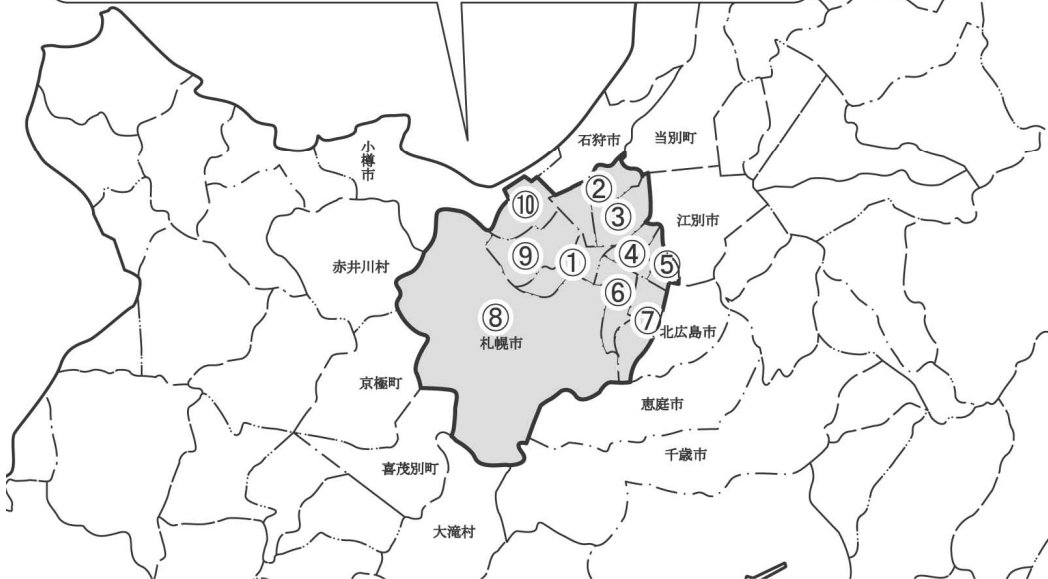 小樽市
石狩市
当別町
⑩
②
③
江別市
赤井川村
⑨
①
④
⑤
⑥
⑧
⑦
札幌市
北広島市
京極町
恵庭市
喜茂別町
千歳市
大滝村